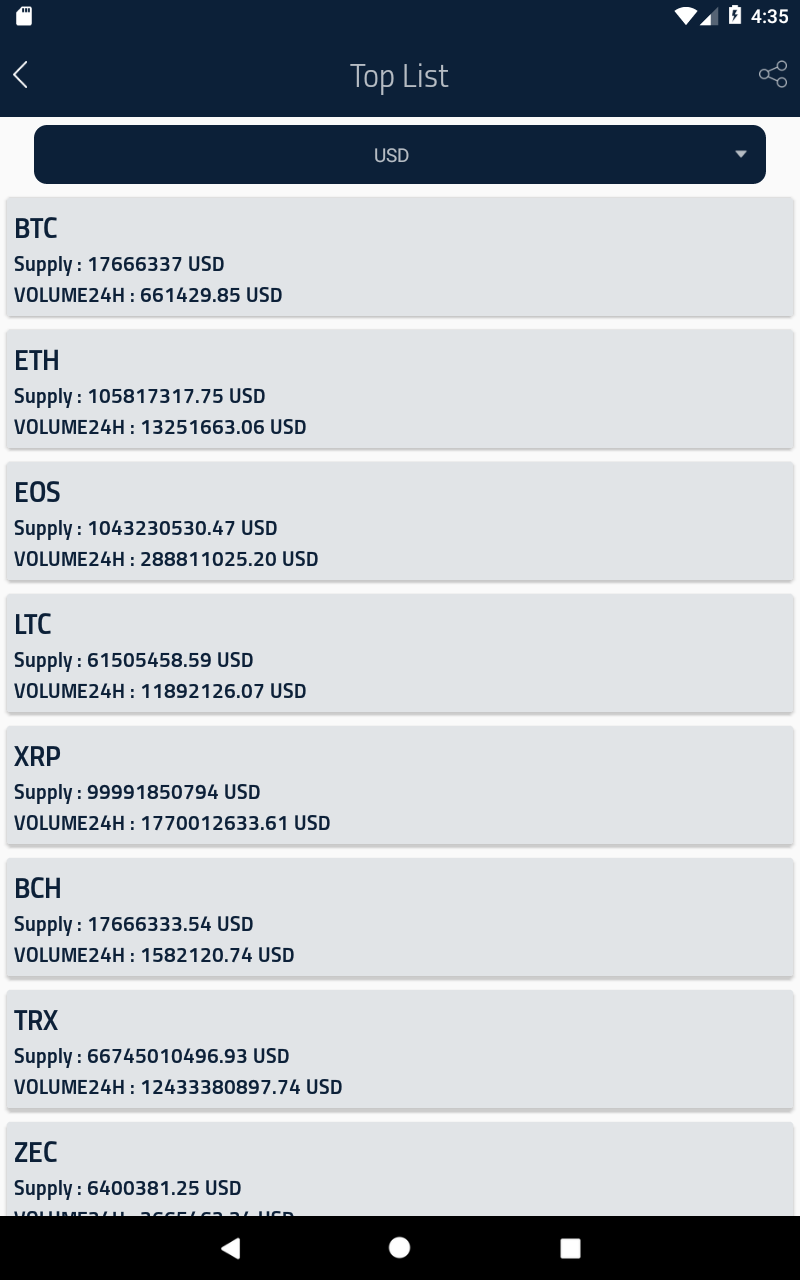 4:35
Top List
USD
BTC
Supply : 17666337 USD
VOLUME24H : 661429.85 USD
ETH
Supply : 105817317.75 USD
VOLUME24H : 13251663.06 USD
EOS
Supply : 1043230530.47 USD
VOLUME24H : 288811025.20 USD
LTC
Supply : 61505458.59 USD
VOLUME24H : 11892126.07 USD
XRP
Supply : 99991850794 USD
VOLUME24H : 1770012633.61 USD
BCH
Supply : 17666333.54 USD
VOLUME24H : 1582120.74 USD
TRX
Supply : 66745010496.93 USD
VOLUME24H : 12433380897.74 USD
ZEC
Supply : 6400381.25 USD
VOLUME24H : USD